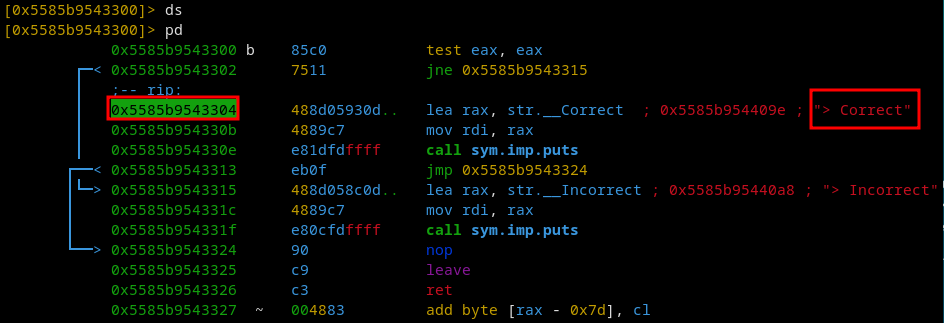 [0x5585b9543300]> ds
[0x5585b9543300]> pd
0x5585b9543300 b 85c0 test eax, eax
< 0x5585b9543302 7511 jne 0x5585b9543315
;-- rip:
0x5585b9543304 488d05930d.. lea rax, str.__Correct ; 0x5585b954409e ; "> Correct"
0x5585b954330b 4889c7 mov rdi, rax
0x5585b954330e e81dfdffff call sym.imp.puts
< 0x5585b9543313 eb0f jmp 0x5585b9543324
> 0x5585b9543315 488d058c0d.. lea rax, str.__Incorrect ; 0x5585b95440a8 ; "> Incorrect"
0x5585b954331c 4889c7 mov rdi, rax
0x5585b954331f e80cfdffff call sym.imp.puts
> 0x5585b9543324 90 nop
0x5585b9543325 c9 leave
0x5585b9543326 c3 ret
0x5585b9543327 ~ 004883 add byte [rax - 0x7d], cl